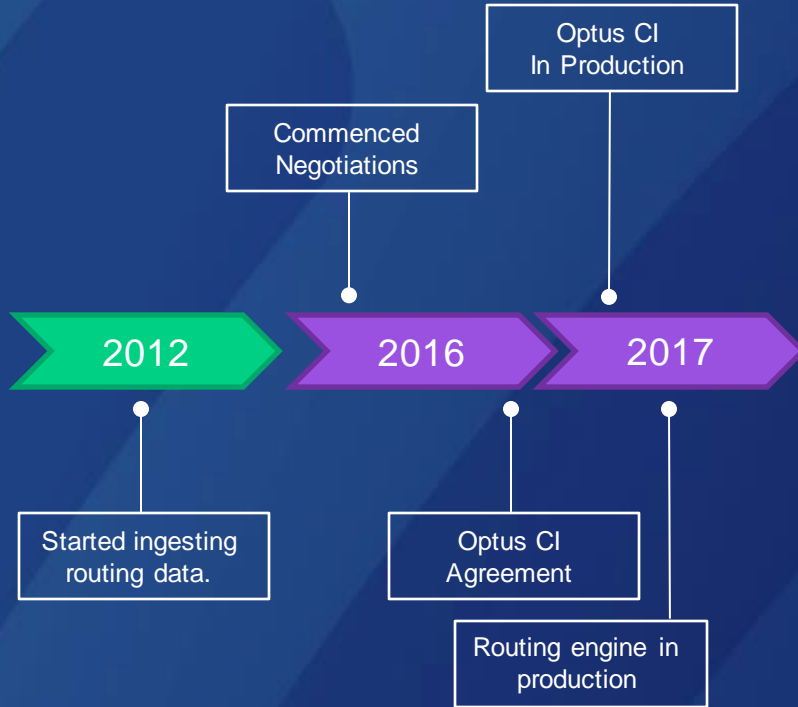 Optus CI
In Production
Commenced
Negotiations
2012
2016
2017
Started ingesting
routing data.
Optus CI
Agreement
Routing engine in
production